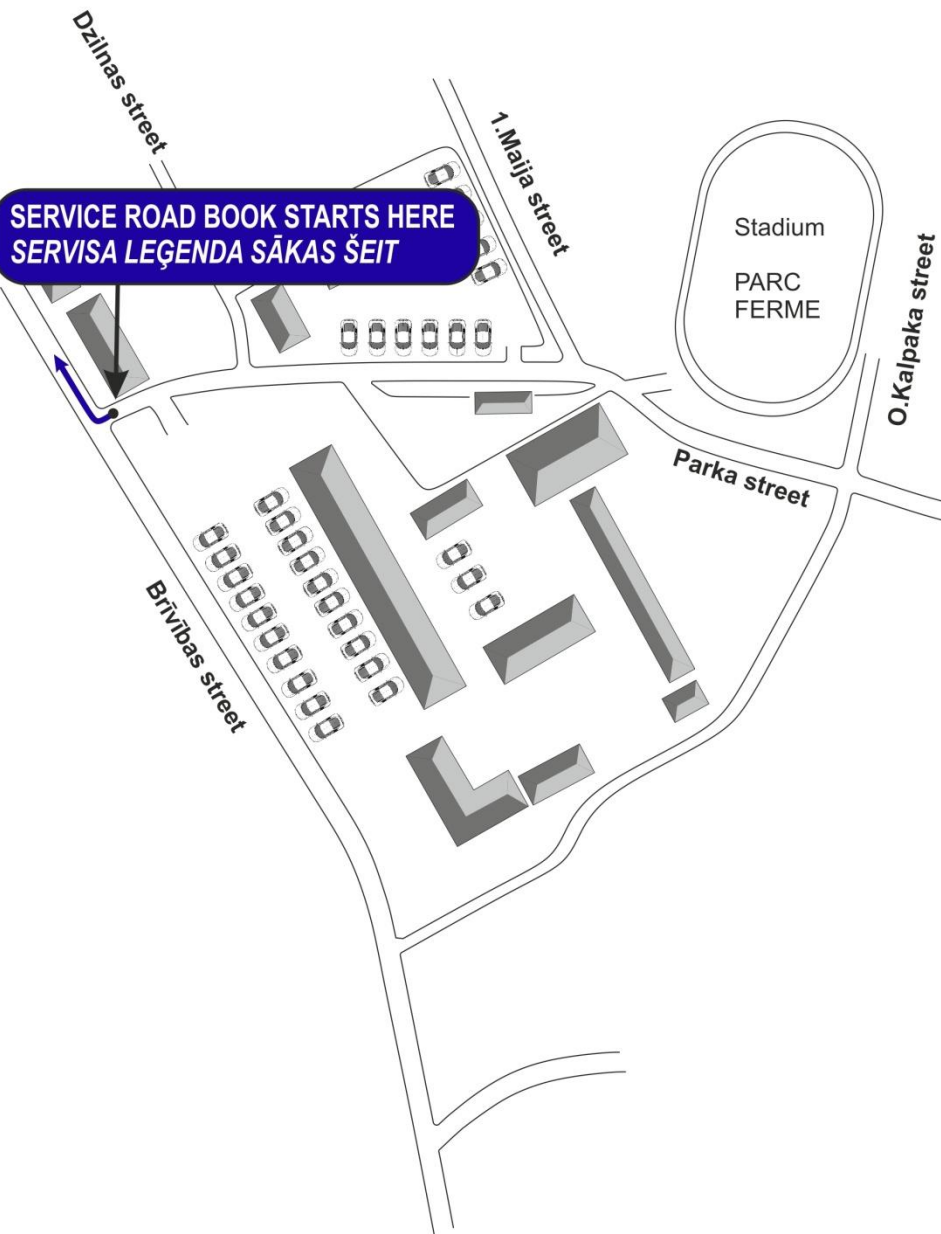 Dzilnas street
1.Maija street
SERVICE ROAD BOOK STARTS HERE
SERVISA LEĢENDA SĀKAS ŠEIT
Stadium
PARC
FERME
O.Kalpaka street
Parka street
Brīvības street